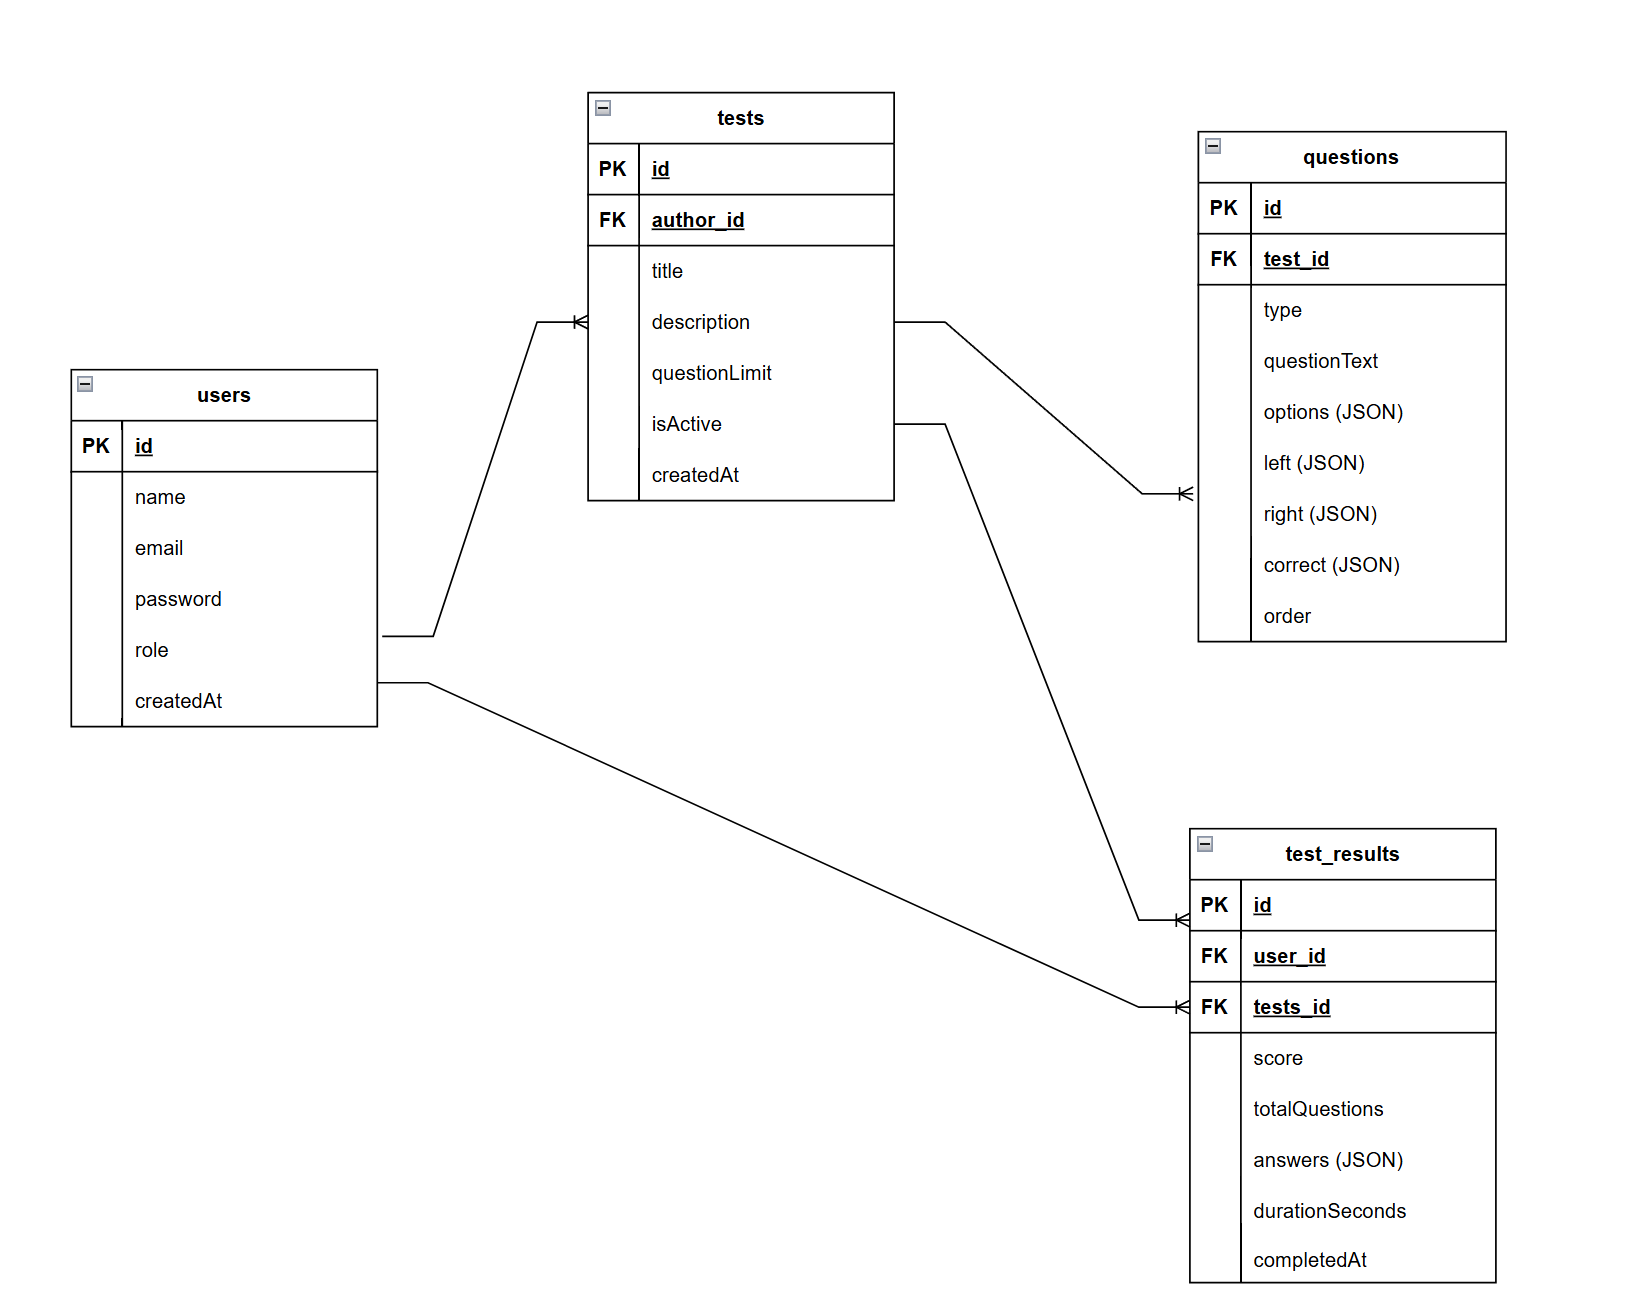 tests
PK id
FK author_id
title
description
questionLimit
isActive
createdAt
questions
PK id
FK test_id
type
questionText
options (JSON)
left (JSON)
right (JSON)
correct (JSON)
order
users
PK id
name
email
password
role
createdAt
test_results
PK id
FK user_id
FK tests_id
score
totalQuestions
answers (JSON)
durationSeconds
completedAt